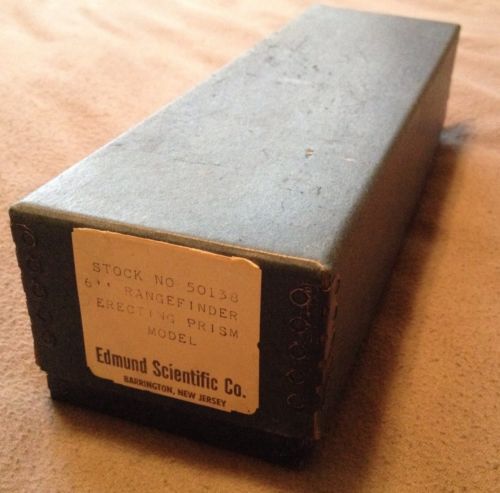 STOCK NO 50138
6'' RANGEFINDER
ERECTING PRISM
MODEL
Edmund Scientific Co.
BARRINGTON, NEW JERSEY